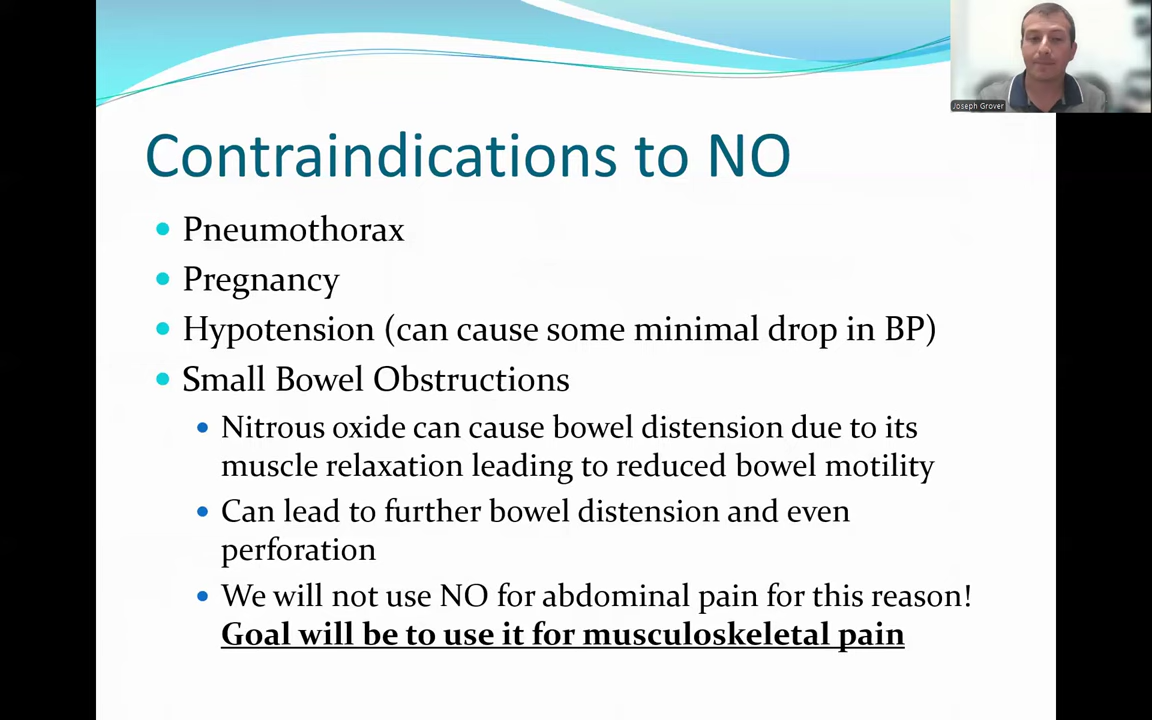 Joseph Grover
Contraindications to NO
Pneumothorax
Pregnancy
Hypotension (can cause some minimal drop in BP)
Small Bowel Obstructions
Nitrous oxide can cause bowel distension due to its
muscle relaxation leading to reduced bowel motility
Can lead to further bowel distension and even
perforation
We will not use NO for abdominal pain for this reason!
Goal will be to use it for musculoskeletal pain